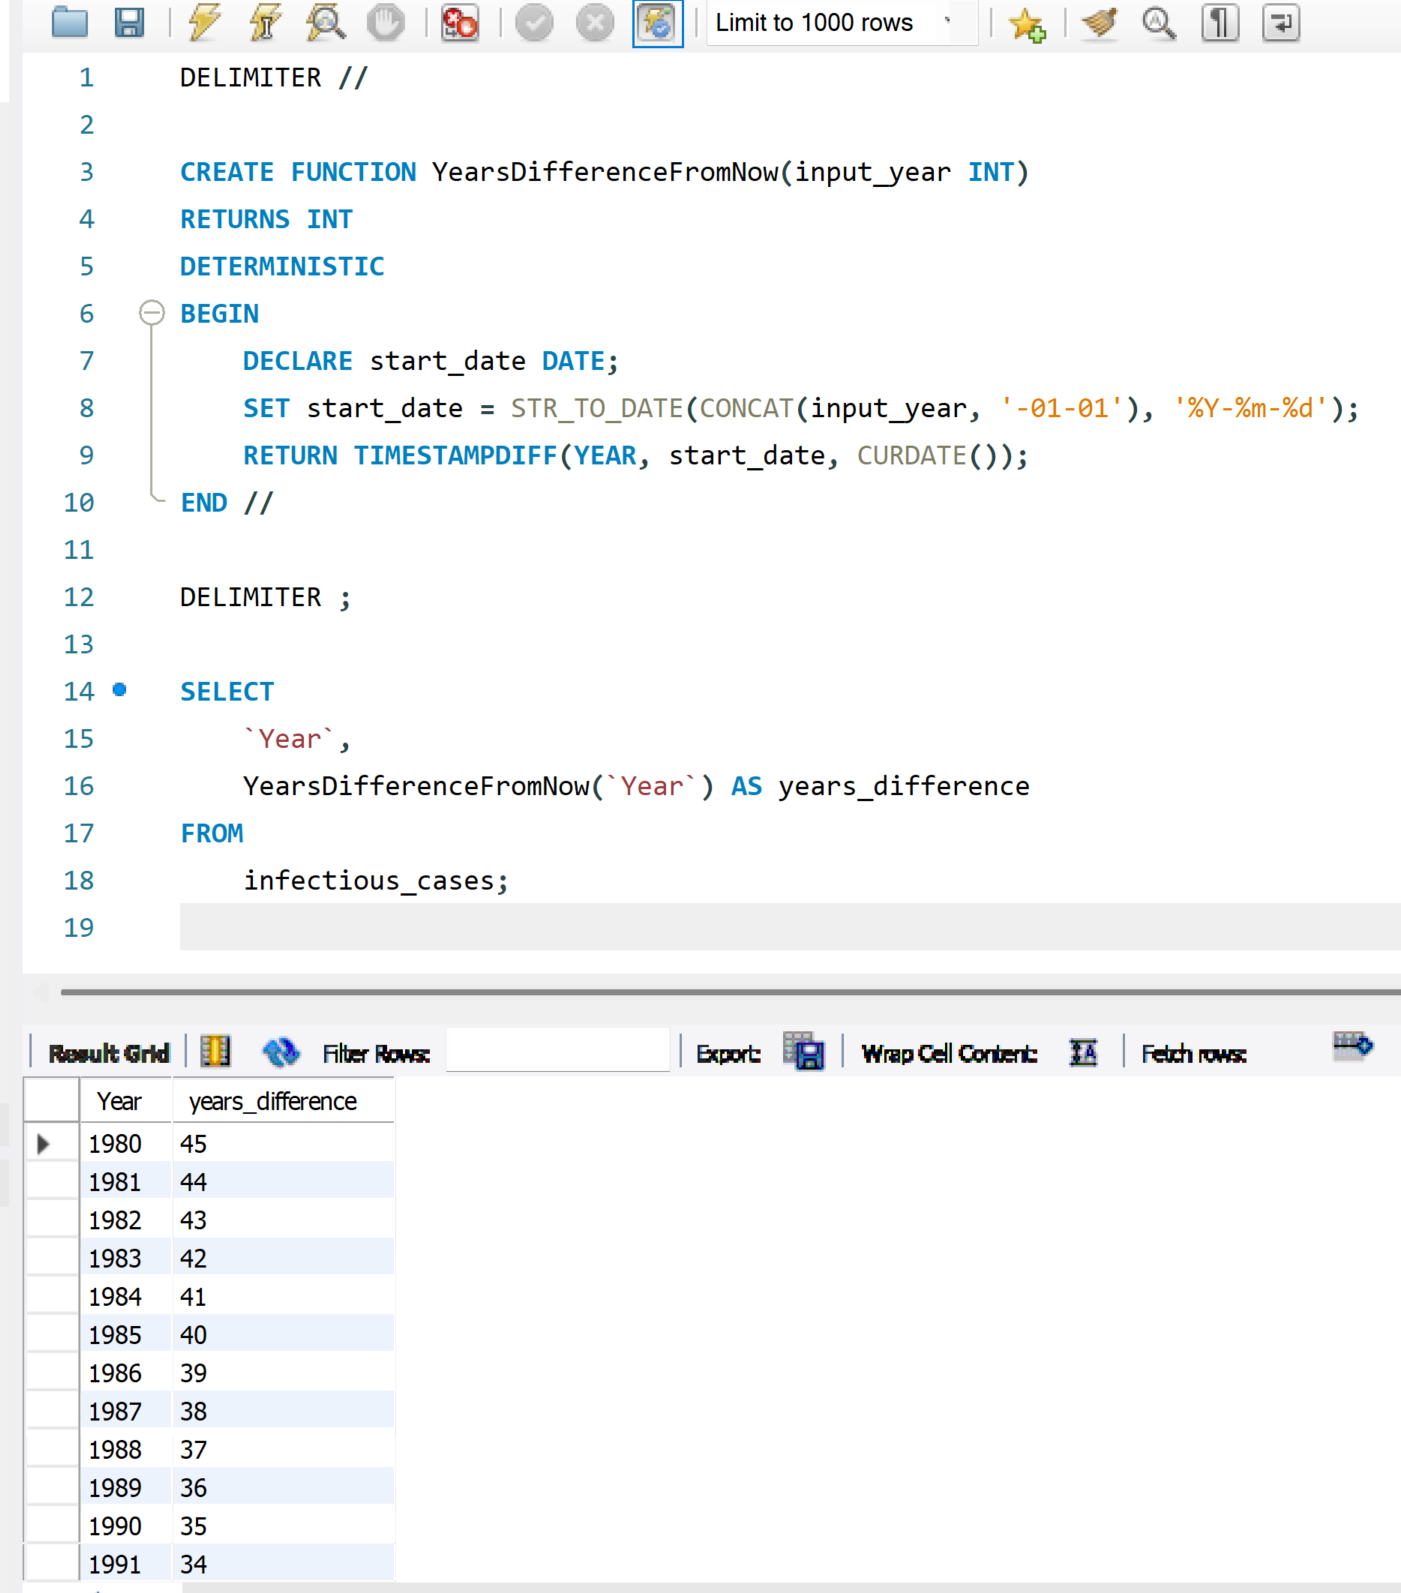 Limit to 1000 rows
1 DELIMITER //
2
3 CREATE FUNCTION YearsDifferenceFromNow(input_year INT)
4 RETURNS INT
5 DETERMINISTIC
6 BEGIN
7 DECLARE start_date DATE;
8 SET start_date = STR_TO_DATE(CONCAT(input_year, '-01-01'), '%Y-%m-%d');
9 RETURN TIMESTAMPDIFF(YEAR, start_date, CURDATE());
10 END //
11
12 DELIMITER ;
13
14 SELECT
15 `Year`,
16 YearsDifferenceFromNow(`Year`) AS years_difference
17 FROM
18 infectious_cases;
19
Result Grid Filter Rows: Export: Wrap Cell Content: Fetch rows:
Year years_difference
1980 45
1981 44
1982 43
1983 42
1984 41
1985 40
1986 39
1987 38
1988 37
1989 36
1990 35
1991 34